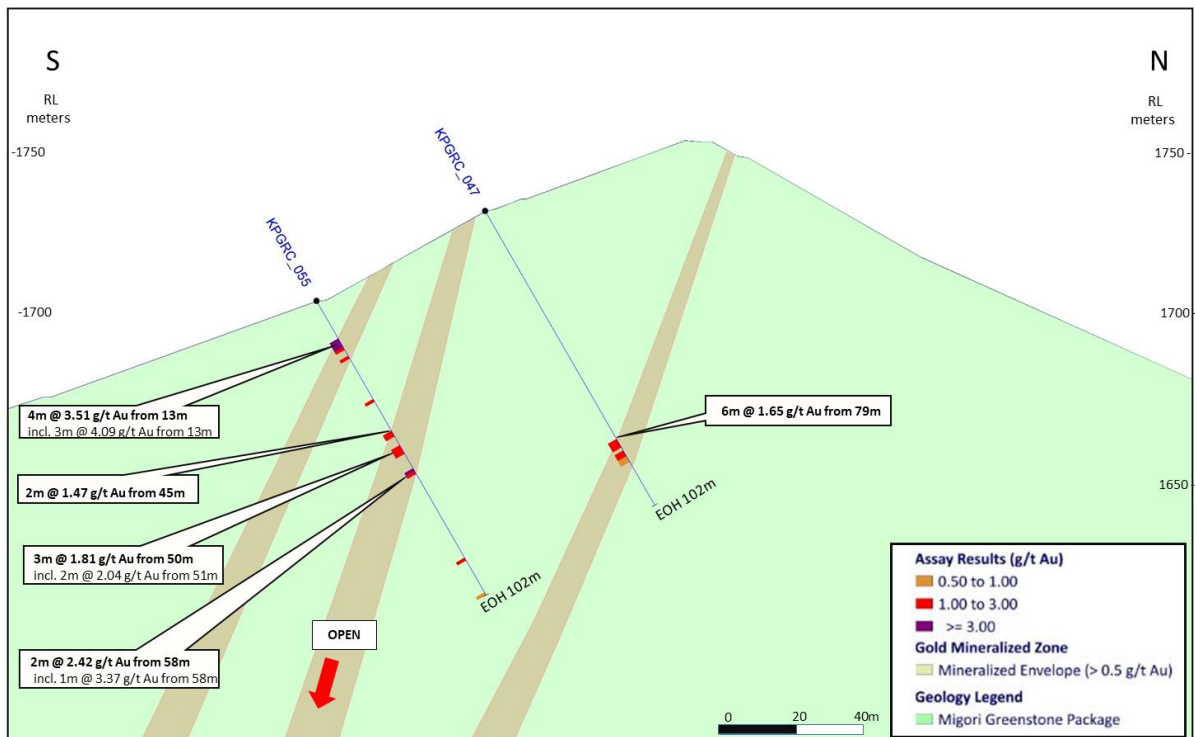 S
N
RL
meters
RL
meters
-1750
1750-
KPGRC_047
KPGRC_055
-1700
1700-
4m @ 3.51 g/t Au from 13m
incl. 3m @ 4.09 g/t Au from 13m
6m @ 1.65 g/t Au from 79m
2m @ 1.47 g/t Au from 45m
1650-
EOH 102m
3m @ 1.81 g/t Au from 50m
incl. 2m @ 2.04 g/t Au from 51m
EOH 102m
OPEN
2m @ 2.42 g/t Au from 58m
incl. 1m @ 3.37 g/t Au from 58m
Assay Results (g/t Au)
0.50 to 1.00
1.00 to 3.00
>= 3.00
Gold Mineralized Zone
Mineralized Envelope (> 0.5 g/t Au)
Geology Legend
Migori Greenstone Package
0 20 40m